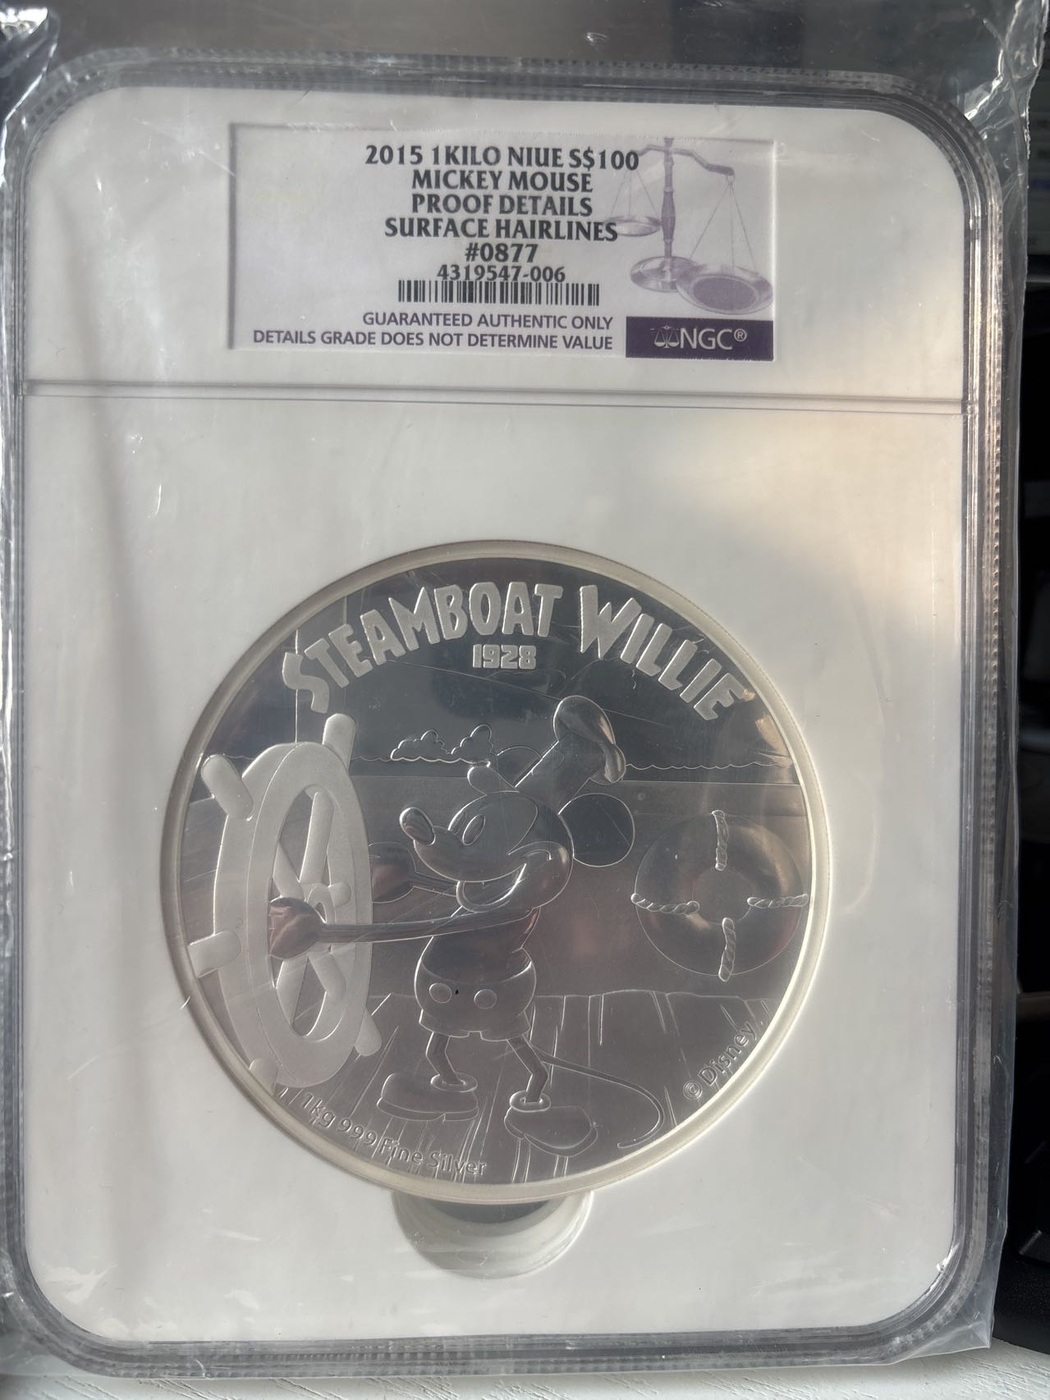 2015 1KILO NIUE S$100
MICKEY MOUSE
PROOF DETAILS
SURFACE HAIRLINES
#0877
4319547-006
GUARANTEED AUTHENTIC ONLY
DETAILS GRADE DOES NOT DETERMINE VALUE
NGC®
STEAMBOAT WILLIE
1928
© Disney
1kg 999 Fine Silver